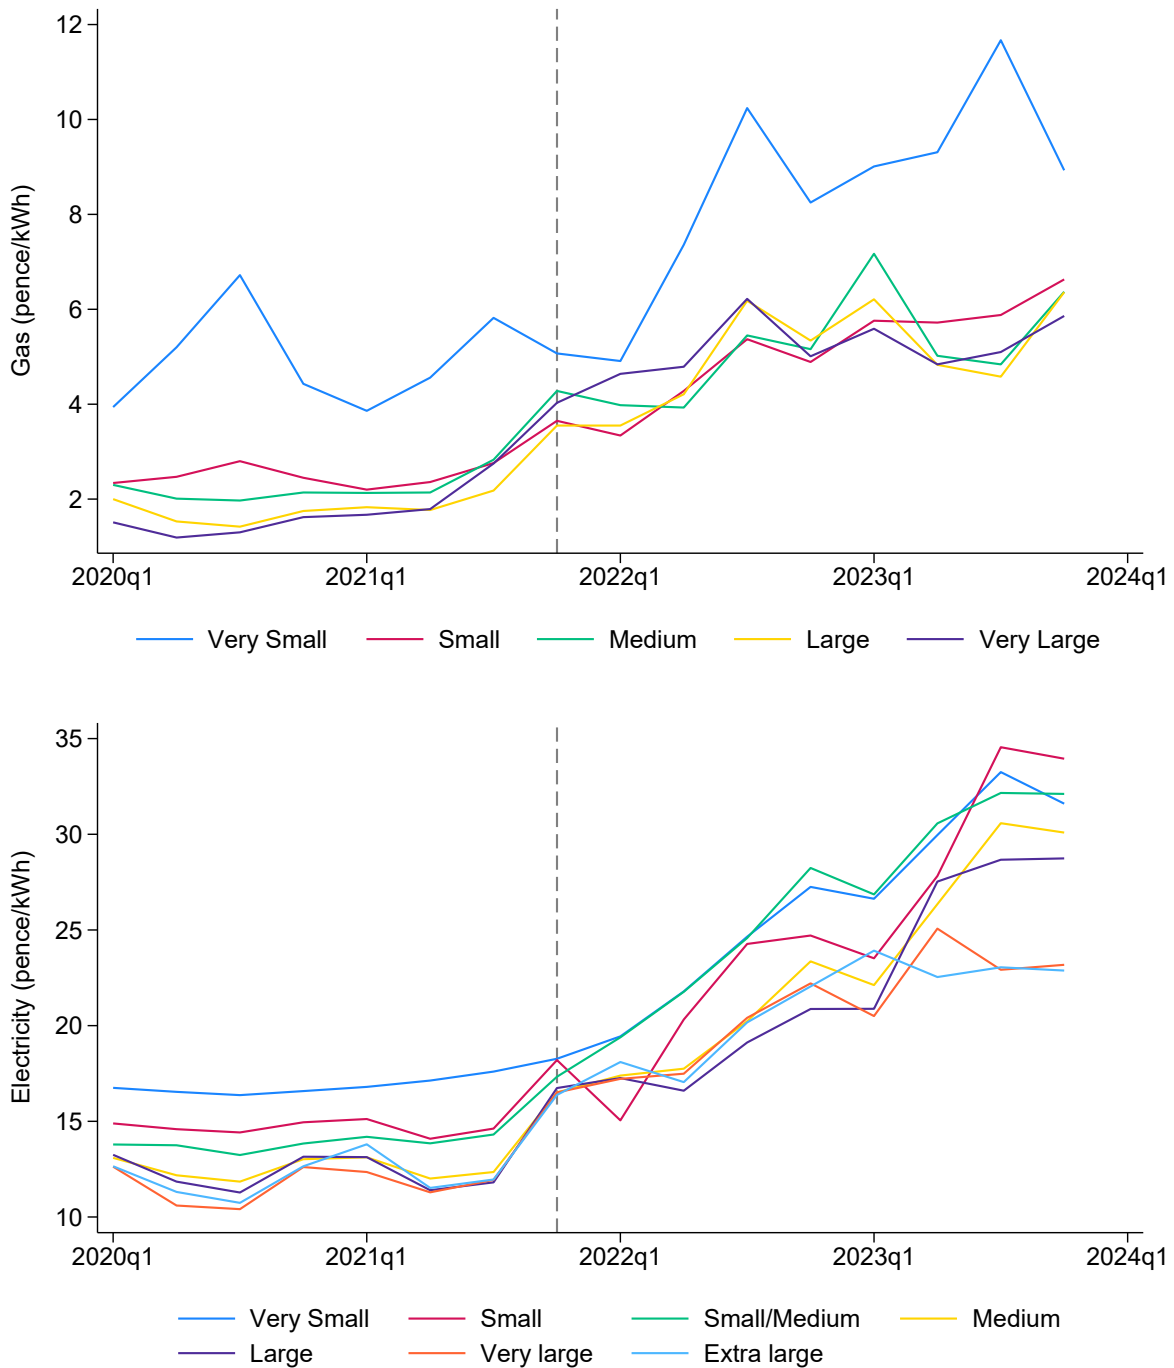 Gas (pence/kWh)
12
10
8
6
4
2
2020q1 2021q1 2022q1 2023q1 2024q1
Very Small Small Medium Large Very Large
Electricity (pence/kWh)
35
30
25
20
15
10
2020q1 2021q1 2022q1 2023q1 2024q1
Very Small Small Small/Medium Medium
Large Very large Extra large